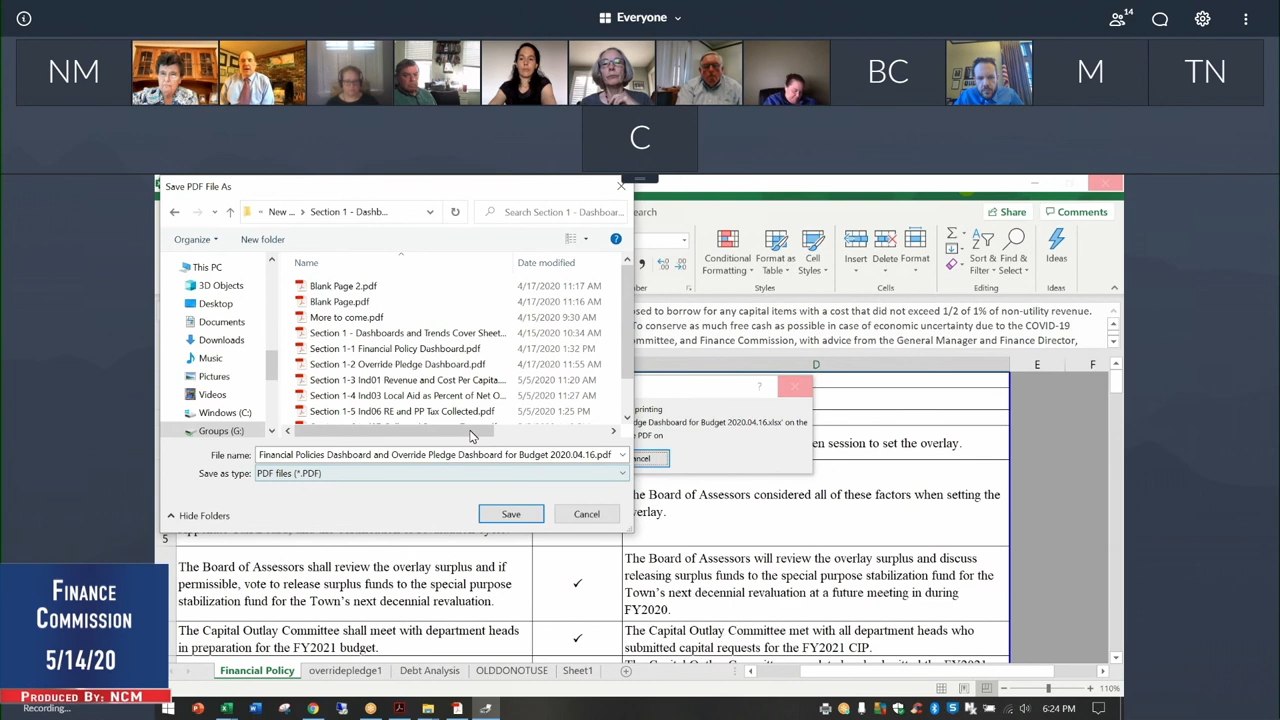 Everyone
14
NM
BC
M
TN
C
Save PDF File As
New ...
Section 1 - Dashb...
Search Section 1 - Dashboar...
Organize
New folder
Name
Date modified
This PC
3D Objects
Desktop
Documents
Downloads
Music
Pictures
Videos
Windows (C:)
Groups (G:)
Blank Page 2.pdf 4/17/2020 11:17 AM
Blank Page.pdf 4/17/2020 11:16 AM
More to come.pdf 4/15/2020 9:30 AM
Section 1 - Dashboards and Trends Cover Sheet... 4/15/2020 10:34 AM
Section 1-1 Financial Policy Dashboard.pdf 4/17/2020 1:32 PM
Section 1-2 Override Pledge Dashboard.pdf 4/17/2020 11:55 AM
Section 1-3 Ind01 Revenue and Cost Per Capita... 5/5/2020 11:20 AM
Section 1-4 Ind03 Local Aid as Percent of Net O... 5/5/2020 11:27 AM
Section 1-5 Ind06 RE and PP Tax Collected.pdf 5/5/2020 1:25 PM
File name: Financial Policies Dashboard and Override Pledge Dashboard for Budget 2020.04.16.pdf
Save as type: PDF files (*.PDF)
Hide Folders
Save
Cancel
earch
Share
Comments
Conditional Formatting
Format as Table
Cell Styles
Insert
Delete
Format
Sort & Filter
Find & Select
Ideas
mber
Styles
Cells
Editing
Ideas
sed to borrow for any capital items with a cost that did not exceed 1/2 of 1% of non-utility revenue.
To conserve as much free cash as possible in case of economic uncertainty due to the COVID-19
mmittee, and Finance Commission, with advice from the General Manager and Finance Director,
D
E
F
printing
dge Dashboard for Budget 2020.04.16.xlsx' on the
PDF on
ancel
en session to set the overlay.
he Board of Assessors considered all of these factors when setting the
verlay.
5
The Board of Assessors shall review the overlay surplus and if
permissible, vote to release surplus funds to the special purpose
stabilization fund for the Town's next decennial revaluation.
✓
The Board of Assessors will review the overlay surplus and discuss
releasing surplus funds to the special purpose stabilization fund for the
Town's next decennial revaluation at a future meeting in during
FY2020.
The Capital Outlay Committee shall meet with department heads
in preparation for the FY2021 budget.
✓
The Capital Outlay Committee met with all department heads who
submitted capital requests for the FY2021 CIP.
Financial Policy
overridepledge1
Debt Analysis
OLDDONOTUSE
Sheet1
110%
6:24 PM
FINANCE
COMMISSION
5/14/20
PRODUCED BY: NCM
Recording...